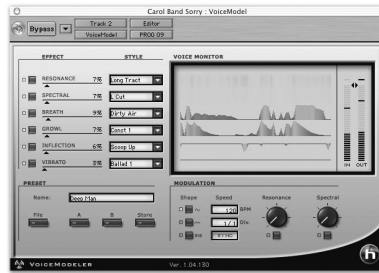 Carol Band Sorry : VoiceModel
Bypass
Track 2
Editor
VoiceModel
PROG 09
EFFECT
STYLE
VOICE MONITOR
RESONANCE 7% Long Tract
SPECTRAL 7% L Cut
BREATH 9% Dirty Air
GROWL 7% Const 1
INFLECTION 6% Scoop Up
VIBRATO 3% Ballad 1
IN OUT
PRESET
Name: Deep Man
File A B Store
MODULATION
Shape Speed Resonance Spectral
120 BPM
1/1 Div.
SYNC
VOICEMODELER
Ver. 1.04.130
h